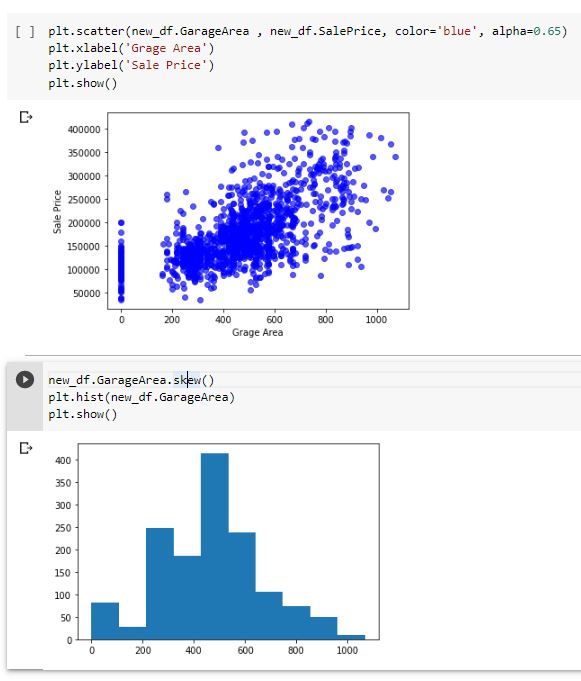 [ ] plt.scatter(new_df.GarageArea , new_df.SalePrice, color='blue', alpha=0.65)
plt.xlabel('Grage Area')
plt.ylabel('Sale Price')
plt.show()
400000
350000
300000
250000
200000
150000
100000
50000
Sale Price
0 200 400 600 800 1000
Grage Area
new_df.GarageArea.skew()
plt.hist(new_df.GarageArea)
plt.show()
400
350
300
250
200
150
100
50
0
0 200 400 600 800 1000